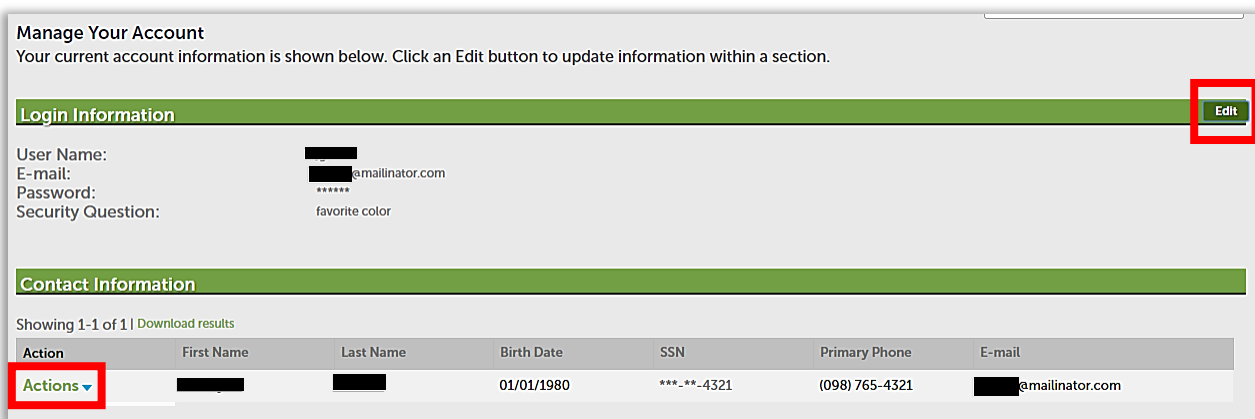 Manage Your Account
Your current account information is shown below. Click an Edit button to update information within a section.
Login Information Edit
User Name:
E-mail: @mailinator.com
Password: ******
Security Question: favorite color
Contact Information
Showing 1-1 of 1 | Download results
Action First Name Last Name Birth Date SSN Primary Phone E-mail
Actions 01/01/1980 ***-**-4321 (098) 765-4321 @mailinator.com